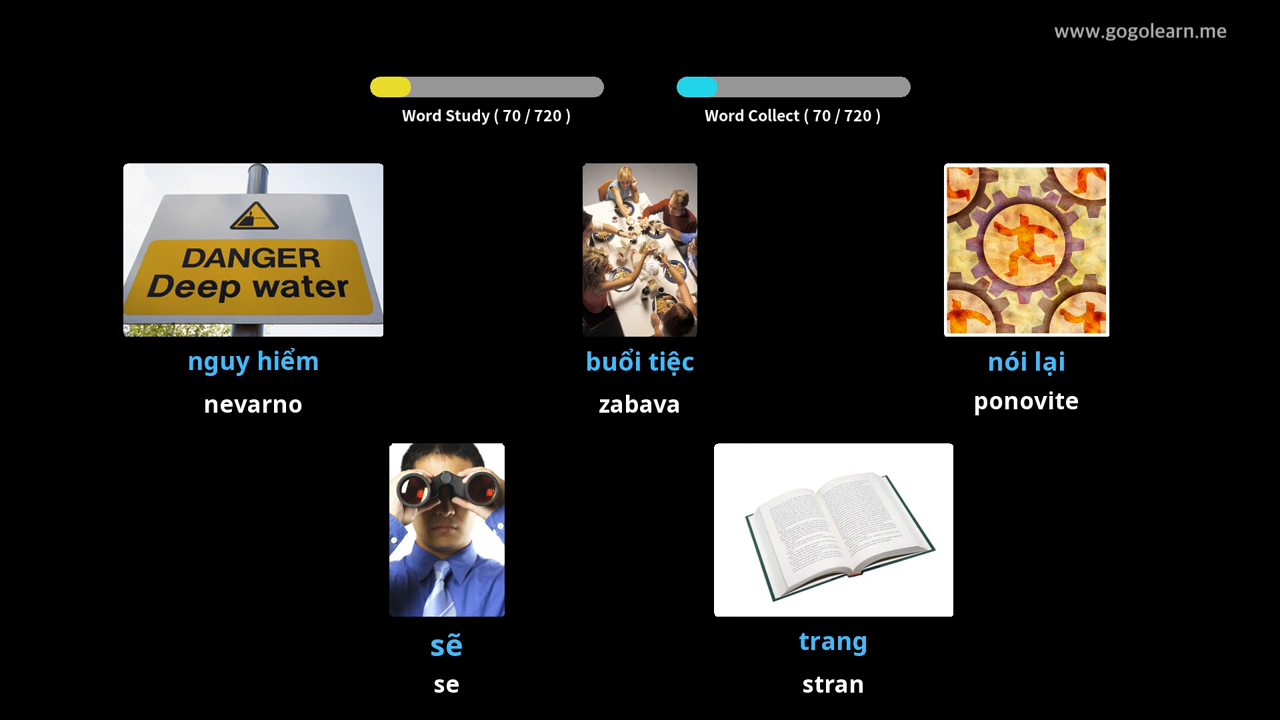 www.gogolearn.me
Word Study ( 70 / 720 )
Word Collect ( 70 / 720 )
DANGER
Deep water
nguy hiểm
nevarno
buổi tiệc
zabava
nói lại
ponovite
sẽ
se
trang
stran